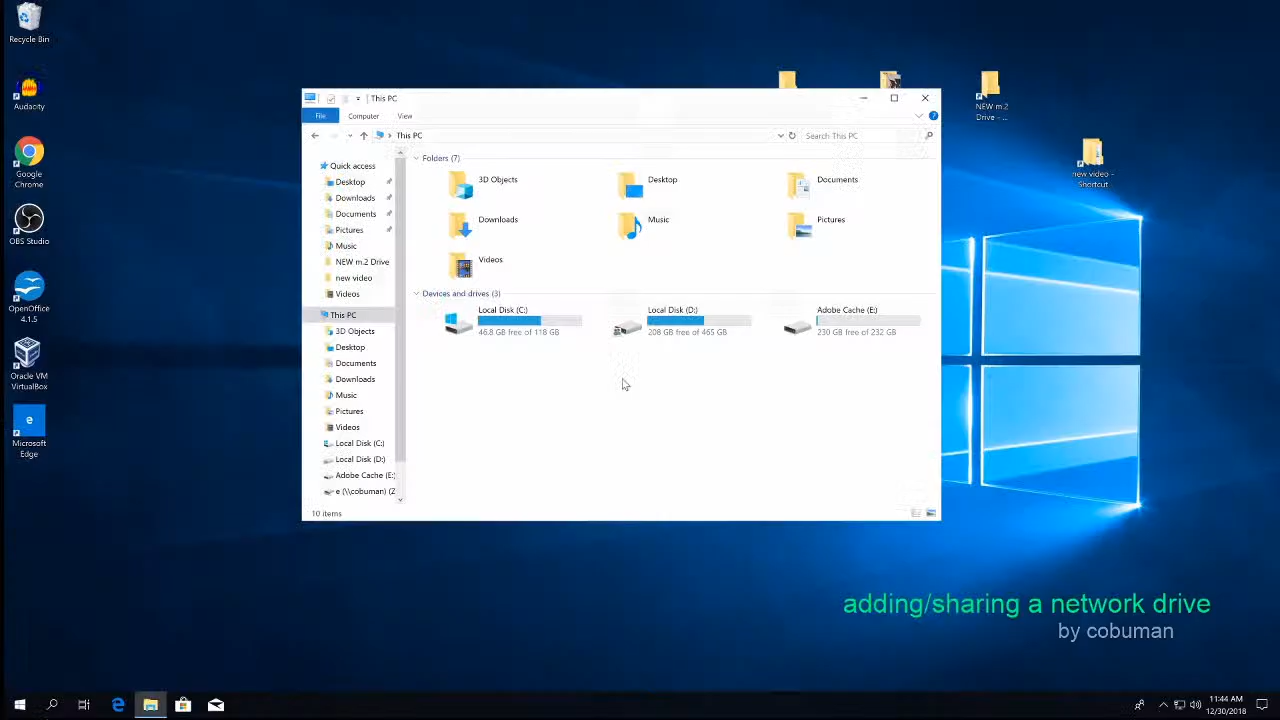 Recycle Bin
Audacity
Google
Chrome
OBS Studio
OpenOffice
4.1.5
Oracle VM
VirtualBox
Microsoft
Edge
This PC
File
Computer
View
This PC
Search This PC
Quick access
Desktop
Downloads
Documents
Pictures
Music
NEW m.2 Drive
new video
Videos
This PC
3D Objects
Desktop
Documents
Downloads
Music
Pictures
Videos
Local Disk (C:)
Local Disk (D:)
Adobe Cache (E:)
e (\\cobuman) (Z
Folders (7)
3D Objects
Desktop
Documents
Downloads
Music
Pictures
Videos
Devices and drives (3)
Local Disk (C:)
46.8 GB free of 118 GB
Local Disk (D:)
208 GB free of 465 GB
Adobe Cache (E:)
230 GB free of 232 GB
10 items
NEW m.2
Drive - ...
new video -
Shortcut
adding/sharing a network drive
by cobuman
11:44 AM
12/30/2018